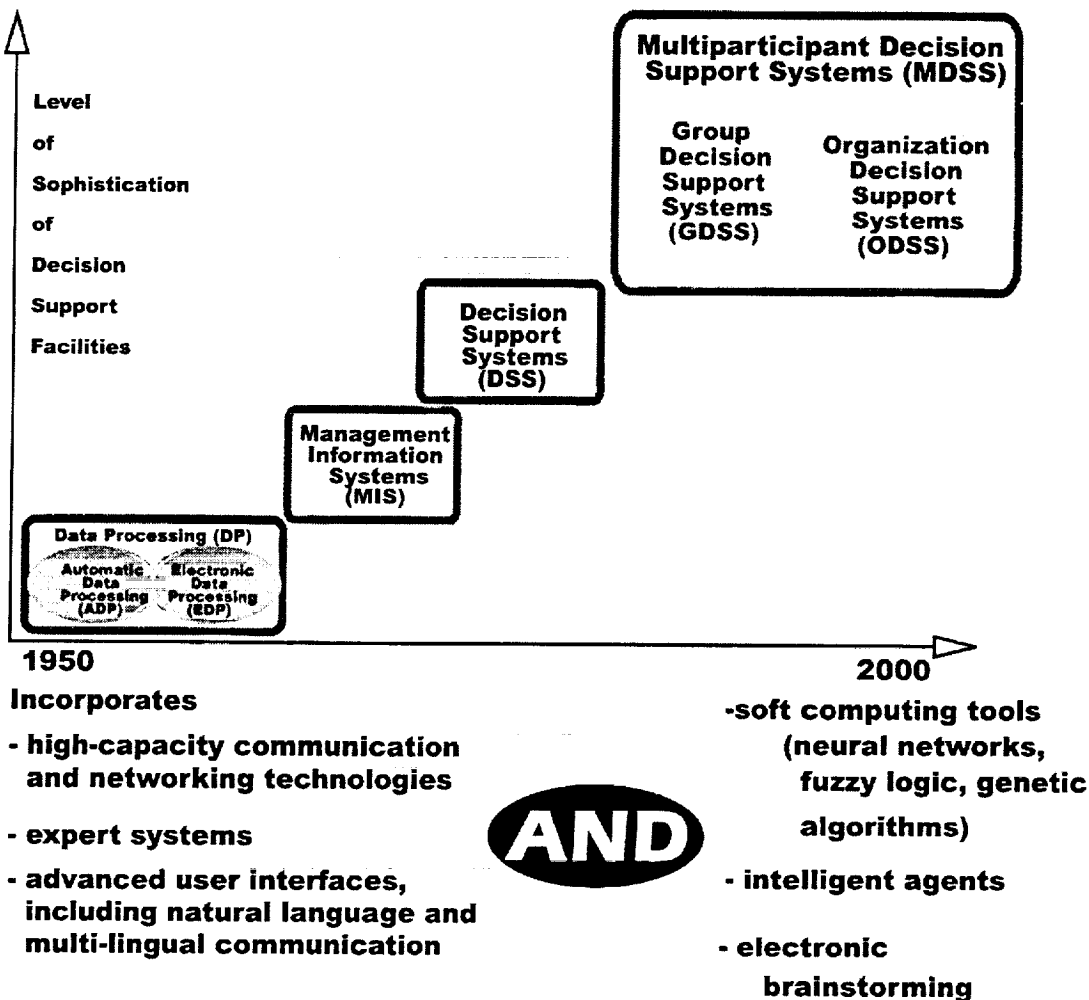 Multiparticipant Decision
Support Systems (MDSS)
Group
Decision
Support
Systems
(GDSS)
Organization
Decision
Support
Systems
(ODSS)
Level
of
Sophistication
of
Decision
Support
Facilities
Decision
Support
Systems
(DSS)
Management
Information
Systems
(MIS)
Data Processing (DP)
Automatic
Data
Processing
(ADP)
Electronic
Data
Processing
(EDP)
1950
2000
Incorporates
- high-capacity communication
and networking technologies
- expert systems
- advanced user interfaces,
including natural language and
multi-lingual communication
AND
-soft computing tools
(neural networks,
fuzzy logic, genetic
algorithms)
- intelligent agents
- electronic
brainstorming